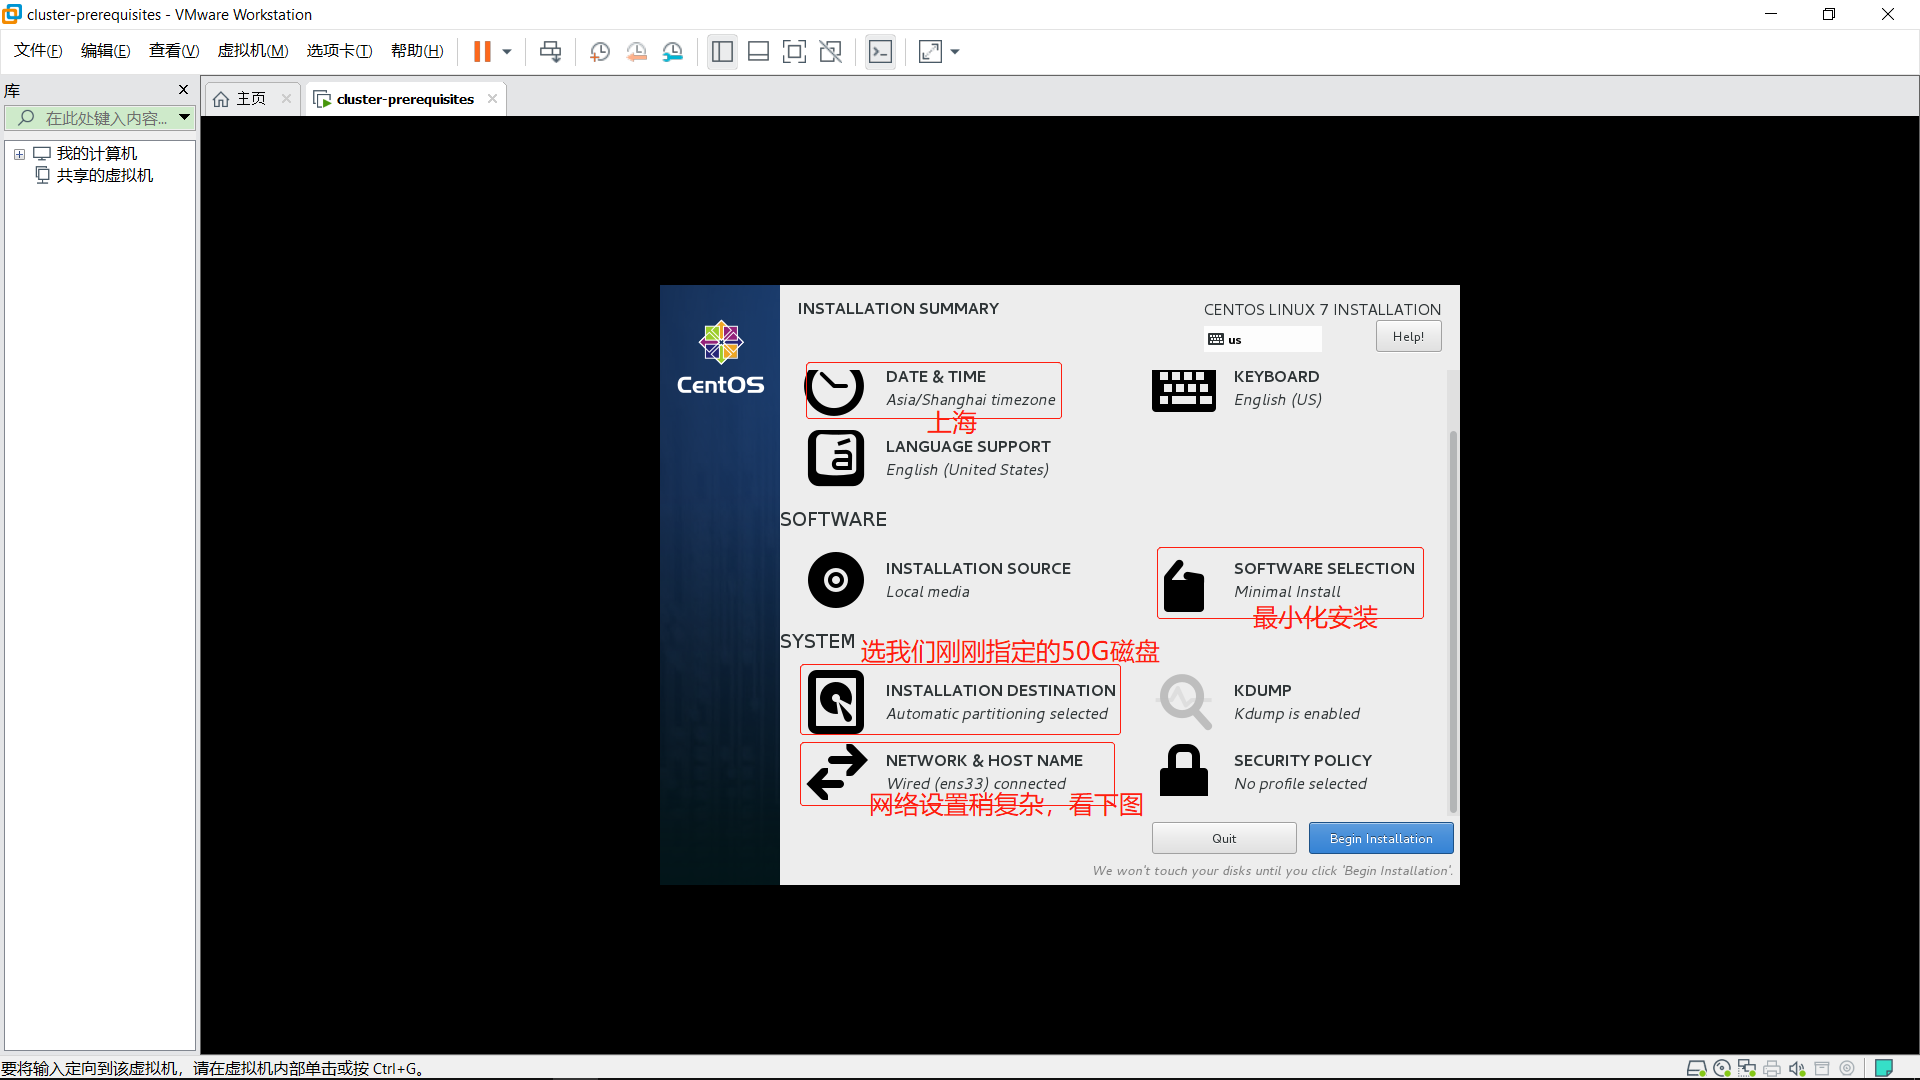 cluster-prerequisites - VMware Workstation
文件(F) 编辑(E) 查看(V) 虚拟机(M) 选项卡(T) 帮助(H)
库
在此处键入内容...
我的计算机
共享的虚拟机
主页
cluster-prerequisites
CentOS
INSTALLATION SUMMARY
CENTOS LINUX 7 INSTALLATION
us
Help!
DATE & TIME
Asia/Shanghai timezone
上海
KEYBOARD
English (US)
LANGUAGE SUPPORT
English (United States)
SOFTWARE
INSTALLATION SOURCE
Local media
SOFTWARE SELECTION
Minimal Install
最小化安装
SYSTEM
选我们刚刚指定的50G磁盘
INSTALLATION DESTINATION
Automatic partitioning selected
KDUMP
Kdump is enabled
NETWORK & HOST NAME
Wired (ens33) connected
网络设置稍复杂，看下图
SECURITY POLICY
No profile selected
Quit
Begin Installation
We won't touch your disks until you click 'Begin Installation'.
要将输入定向到该虚拟机，请在虚拟机内部单击或按 Ctrl+G。